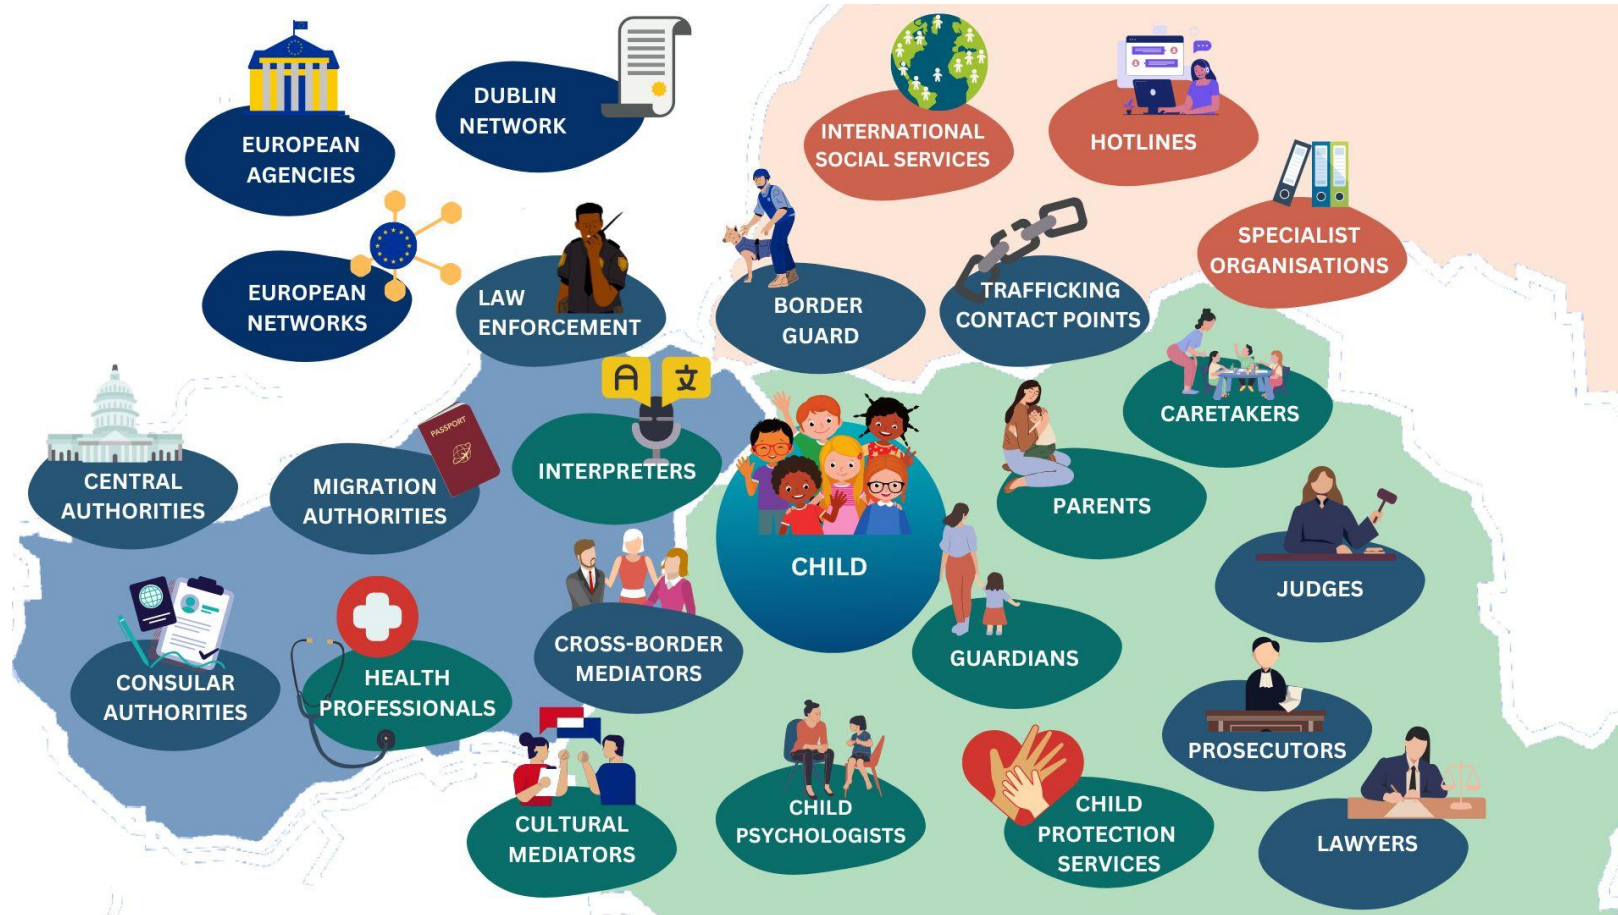 EUROPEAN
AGENCIES
DUBLIN
NETWORK
INTERNATIONAL
SOCIAL SERVICES
HOTLINES
SPECIALIST
ORGANISATIONS
EUROPEAN
NETWORKS
LAW
ENFORCEMENT
BORDER
GUARD
TRAFFICKING
CONTACT POINTS
CARETAKERS
CENTRAL
AUTHORITIES
MIGRATION
AUTHORITIES
PASSPORT
A 文
INTERPRETERS
CHILD
PARENTS
JUDGES
CONSULAR
AUTHORITIES
HEALTH
PROFESSIONALS
CROSS-BORDER
MEDIATORS
GUARDIANS
PROSECUTORS
CULTURAL
MEDIATORS
CHILD
PSYCHOLOGISTS
CHILD
PROTECTION
SERVICES
LAWYERS